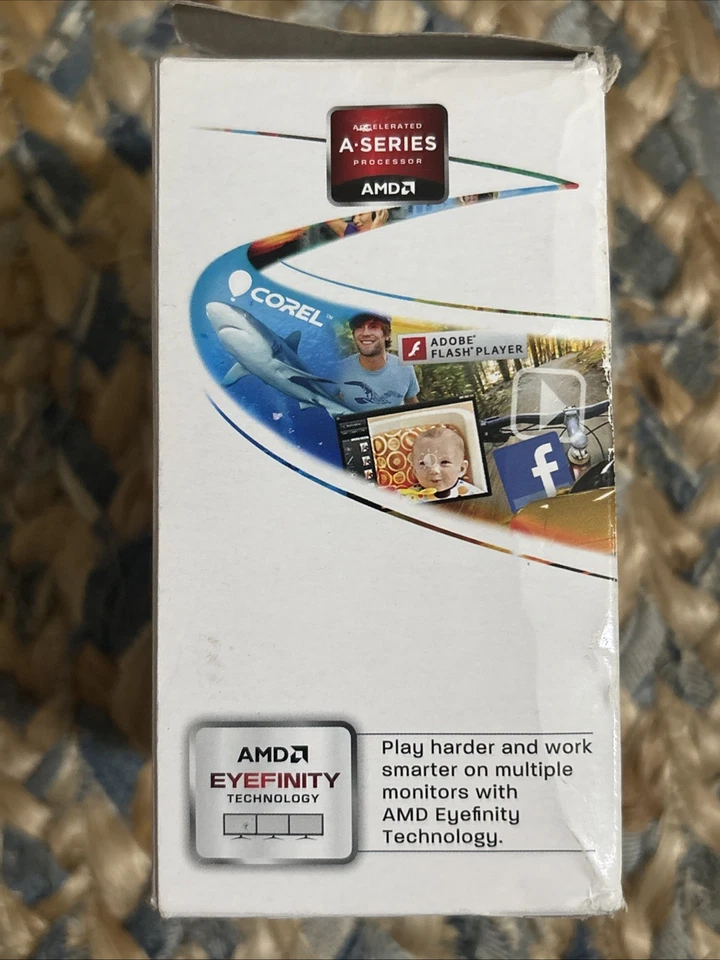 ACCELERATED
A-SERIES
PROCESSOR
AMD
COREL™
ADOBE®
FLASH® PLAYER
f
AMD
EYEFINITY
TECHNOLOGY
Play harder and work
smarter on multiple
monitors with
AMD Eyefinity
Technology.